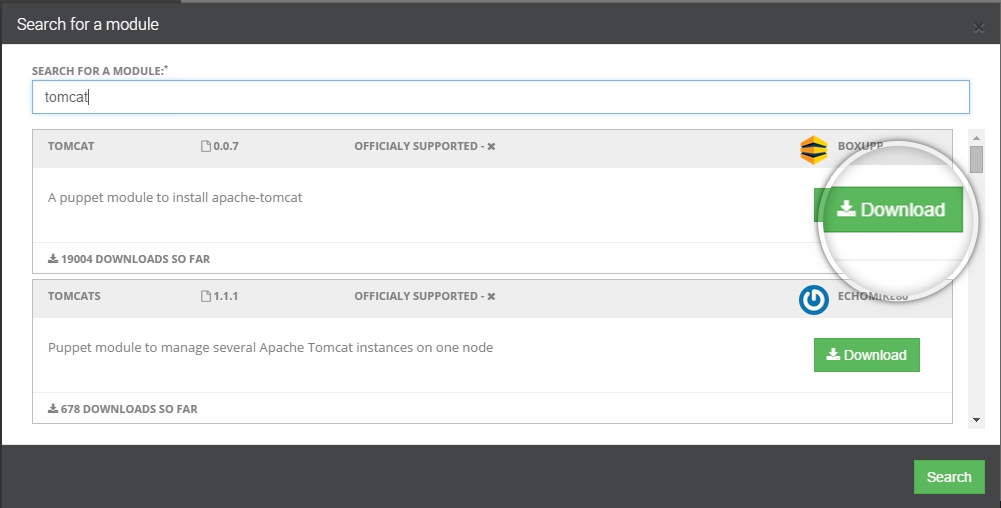 Search for a module
SEARCH FOR A MODULE:*
tomcat
TOMCAT 0.0.7 OFFICIALY SUPPORTED - ✖ BOXUPP
A puppet module to install apache-tomcat
Download
19004 DOWNLOADS SO FAR
TOMCATS 1.1.1 OFFICIALY SUPPORTED - ✖ ECHOMIKE80
Puppet module to manage several Apache Tomcat instances on one node
Download
678 DOWNLOADS SO FAR
Search